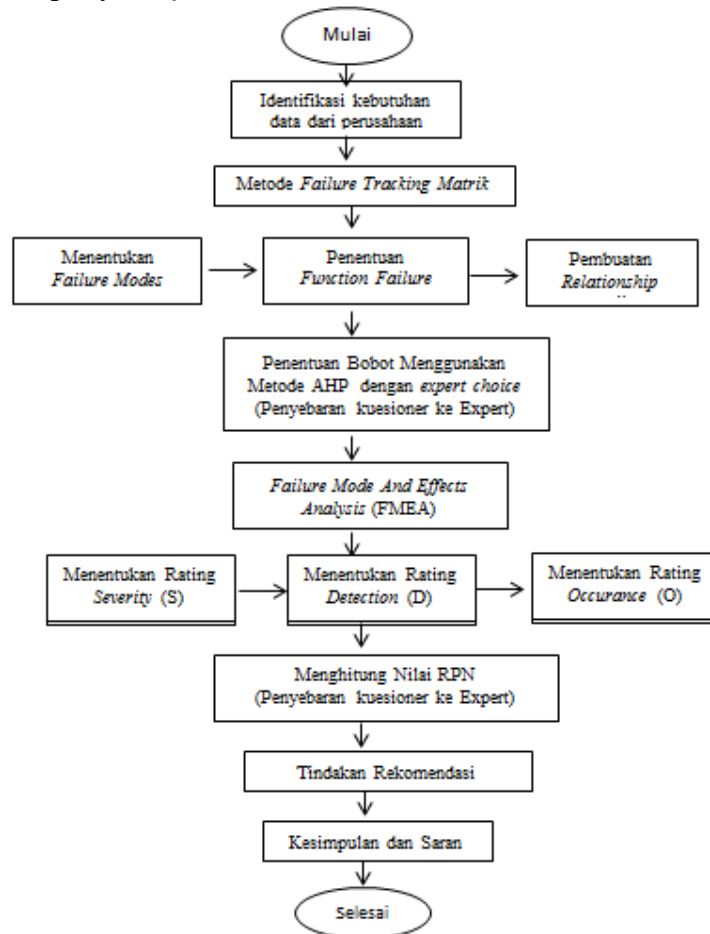 Mulai
Identifikasi kebutuhan
data dari perusahaan
Metode Failure Tracking Matrik
Menentukan
Failure Modes
Penentuan
Function Failure
Pembuatan
Relationship
Penentuan Bobot Menggunakan
Metode AHP dengan expert choice
(Penyebaran kuesioner ke Expert)
Failure Mode And Effects
Analysis (FMEA)
Menentukan Rating
Severity (S)
Menentukan Rating
Detection (D)
Menentukan Rating
Occurance (O)
Menghitung Nilai RPN
(Penyebaran kuesioner ke Expert)
Tindakan Rekomendasi
Kesimpulan dan Saran
Selesai